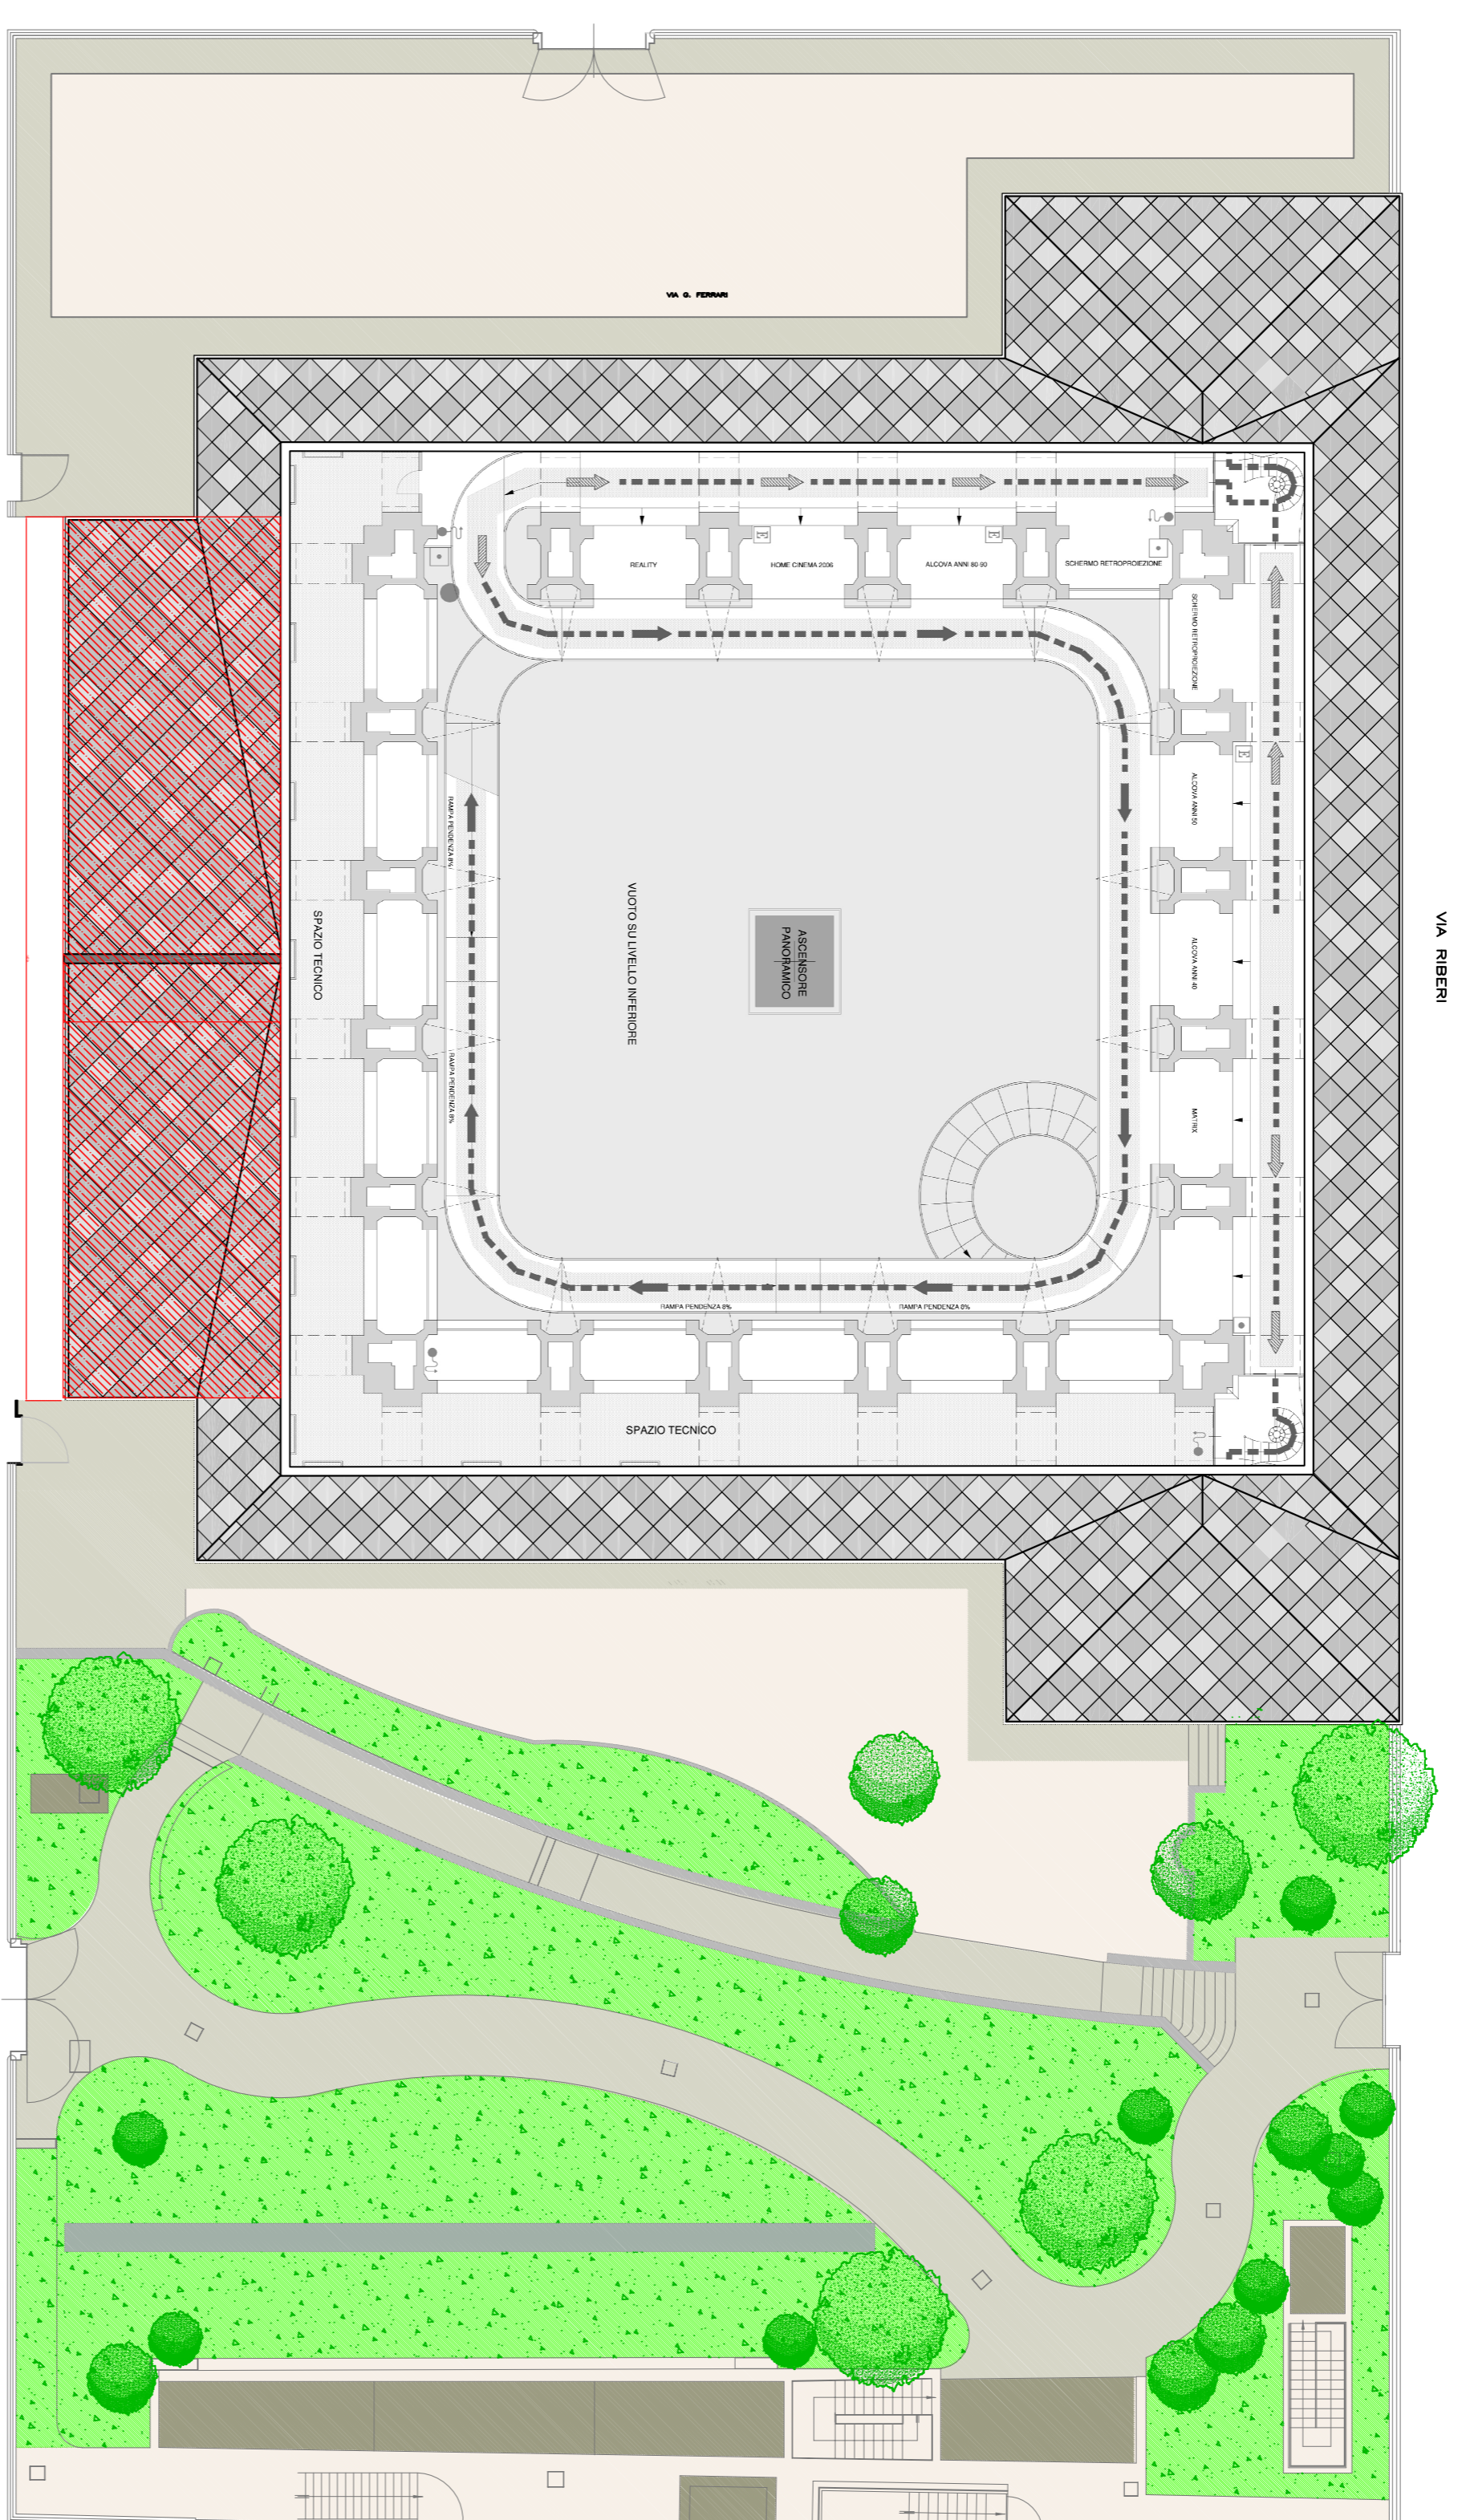 VIA G. FERRARI
REALITY
HOME CINEMA 2006
ALCOVA ANNI 80-90
SCHERMO RETROPROIEZIONE
SCHERMO RETROPROIEZIONE
E
E
E
ALCOVA ANNI 50
ALCOVA ANNI 40
MATRIX
RAMPA PENDENZA 8%
RAMPA PENDENZA 8%
VUOTO SU LIVELLO INFERIORE
ASCENSORE
PANORAMICO
SPAZIO TECNICO
VIA RIBERI
RAMPA PENDENZA 8%
RAMPA PENDENZA 8%
SPAZIO TECNICO